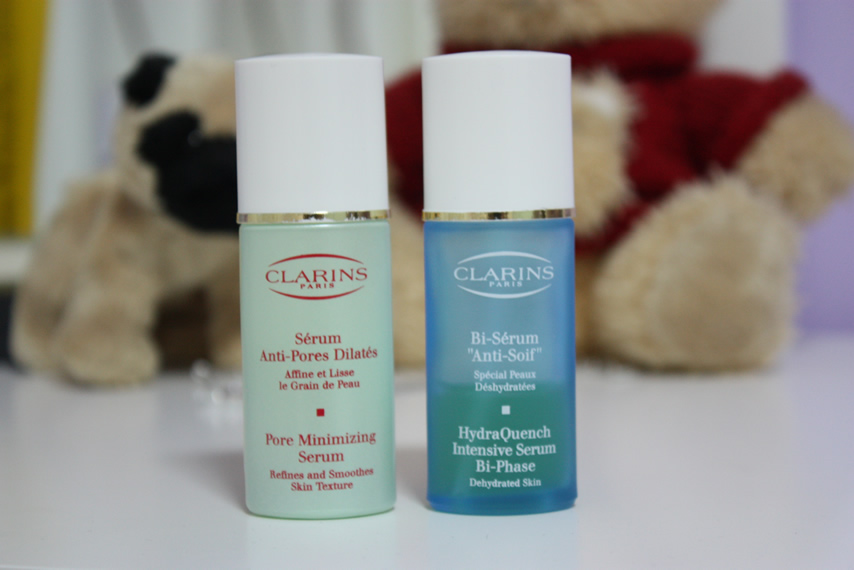 CLARINS
PARIS
Sérum
Anti-Pores Dilatés
Affine et Lisse
le Grain de Peau
Pore Minimizing
Serum
Refines and Smoothes
Skin Texture
CLARINS
PARIS
Bi-Sérum
"Anti-Soif"
Spécial Peaux
Déshydratées
HydraQuench
Intensive Serum
Bi-Phase
Dehydrated Skin